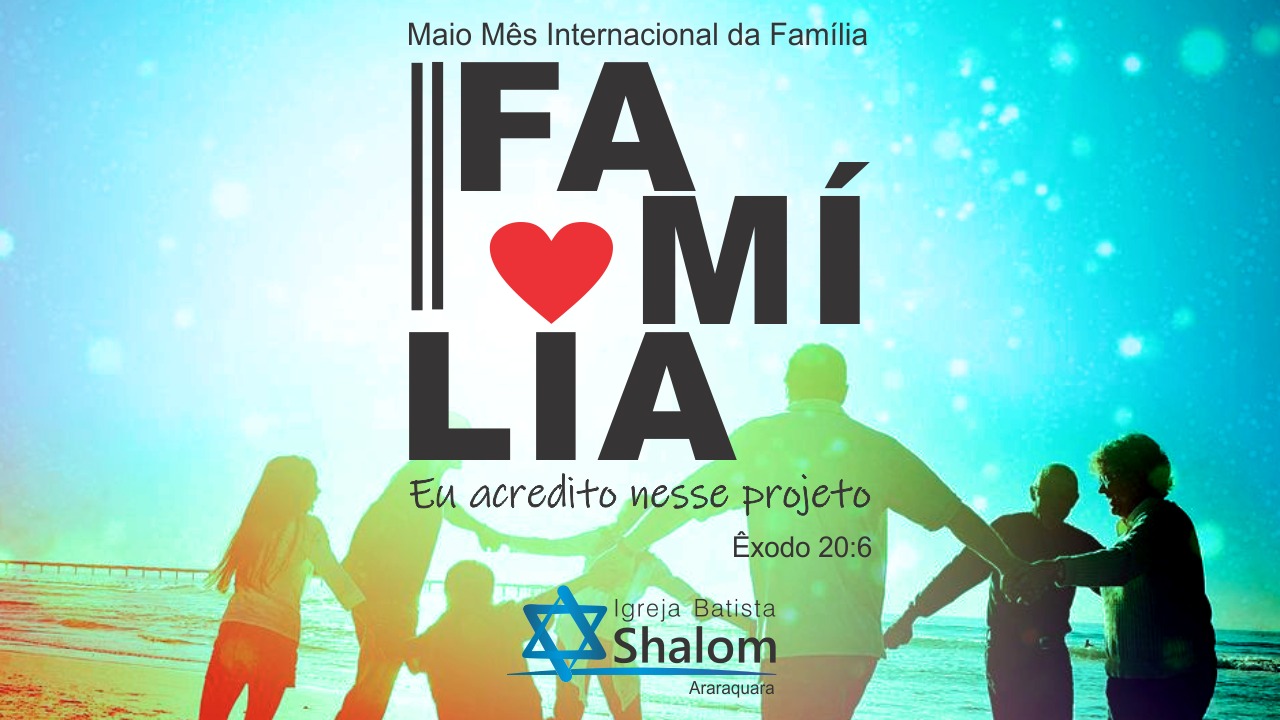 Maio Mês Internacional da Família
FA
MÍ
LIA
Eu acredito nesse projeto
Êxodo 20:6
Igreja Batista
Shalom
Araraquara